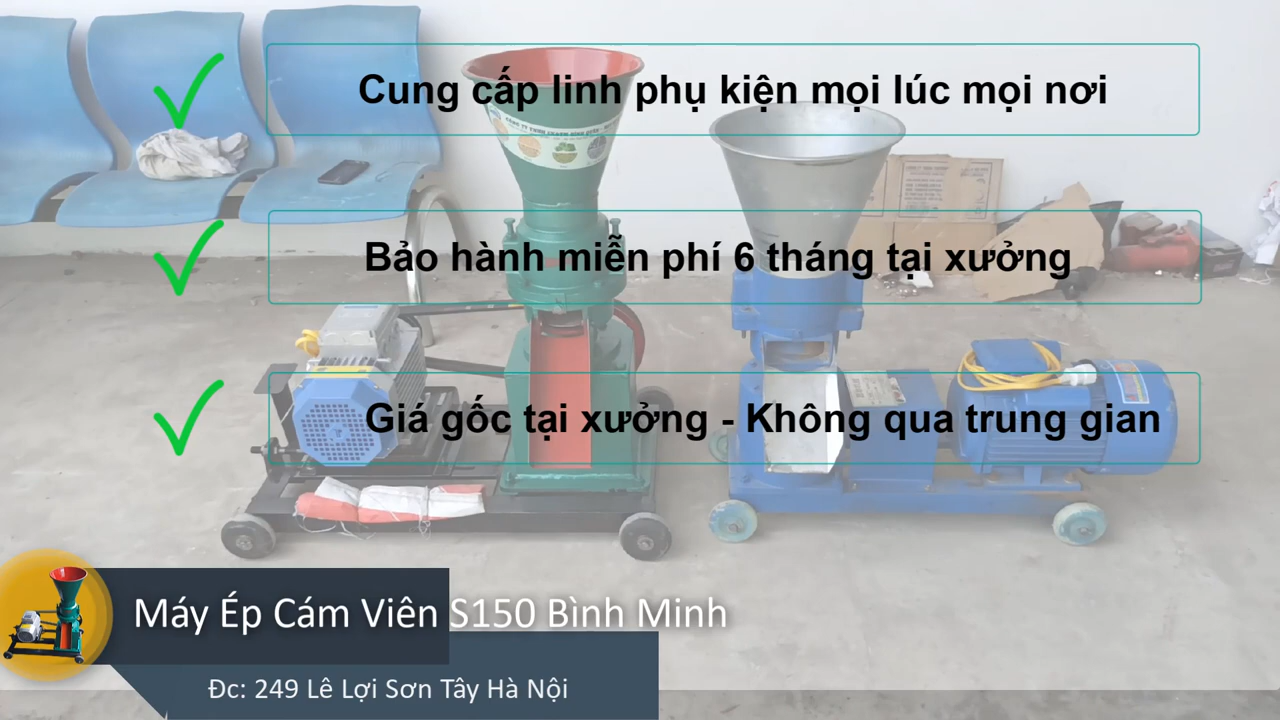 Cung cấp linh phụ kiện mọi lúc mọi nơi
Bảo hành miễn phí 6 tháng tại xưởng
Giá gốc tại xưởng - Không qua trung gian
Máy Ép Cám Viên S150 Bình Minh
Đc: 249 Lê Lợi Sơn Tây Hà Nội